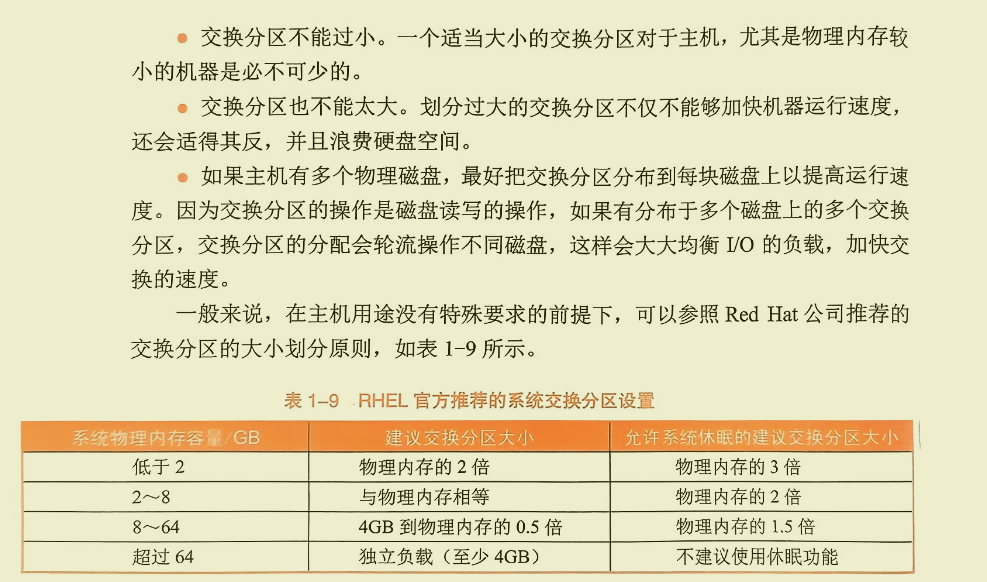 ● 交换分区不能过小。一个适当大小的交换分区对于主机，尤其是物理内存较
小的机器是必不可少的。
● 交换分区也不能太大。划分过大的交换分区不仅不能够加快机器运行速度，
还会适得其反，并且浪费硬盘空间。
● 如果主机有多个物理磁盘，最好把交换分区分布到每块磁盘上以提高运行速
度。因为交换分区的操作是磁盘读写的操作，如果有分布于多个磁盘上的多个交换
分区，交换分区的分配会轮流操作不同磁盘，这样会大大均衡 I/O 的负载，加快交
换的速度。
一般来说，在主机用途没有特殊要求的前提下，可以参照 Red Hat 公司推荐的
交换分区的大小划分原则，如表 1-9 所示。
表 1-9 RHEL 官方推荐的系统交换分区设置
系统物理内存容量/GB 建议交换分区大小 允许系统休眠的建议交换分区大小
低于 2 物理内存的 2 倍 物理内存的 3 倍
2～8 与物理内存相等 物理内存的 2 倍
8～64 4GB 到物理内存的 0.5 倍 物理内存的 1.5 倍
超过 64 独立负载（至少 4GB） 不建议使用休眠功能